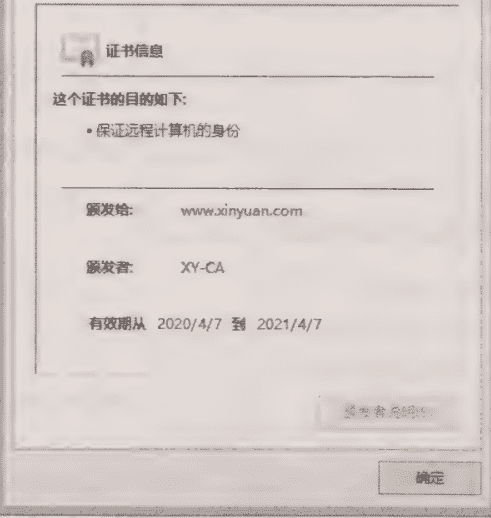 证书信息
这个证书的目的如下:
• 保证远程计算机的身份
颁发给: www.xinyuan.com
颁发者: XY-CA
有效期从 2020/4/7 到 2021/4/7
确定